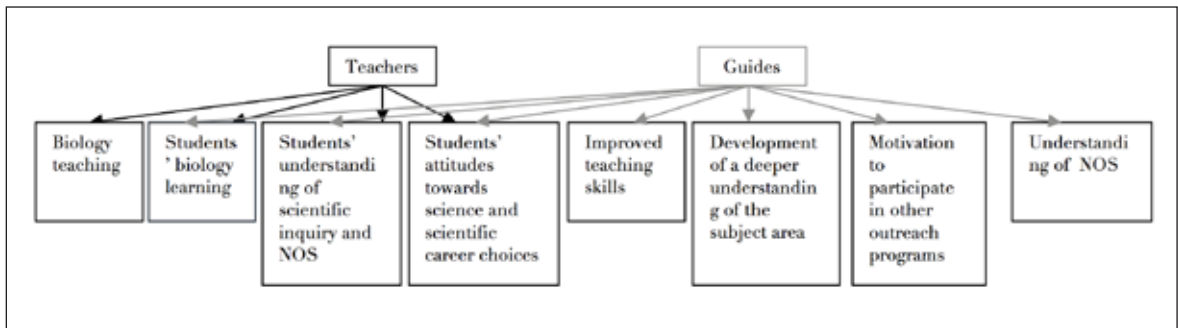 Teachers
Guides
Biology
teaching
Students
’ biology
learning
Students’
understandi
ng of
scientific
inquiry and
NOS
Students’
attitudes
towards
science and
scientific
career choices
Improved
teaching
skills
Development
of a deeper
understandin
g of the
subject area
Motivation
to
participate
in other
outreach
programs
Understandi
ng of NOS